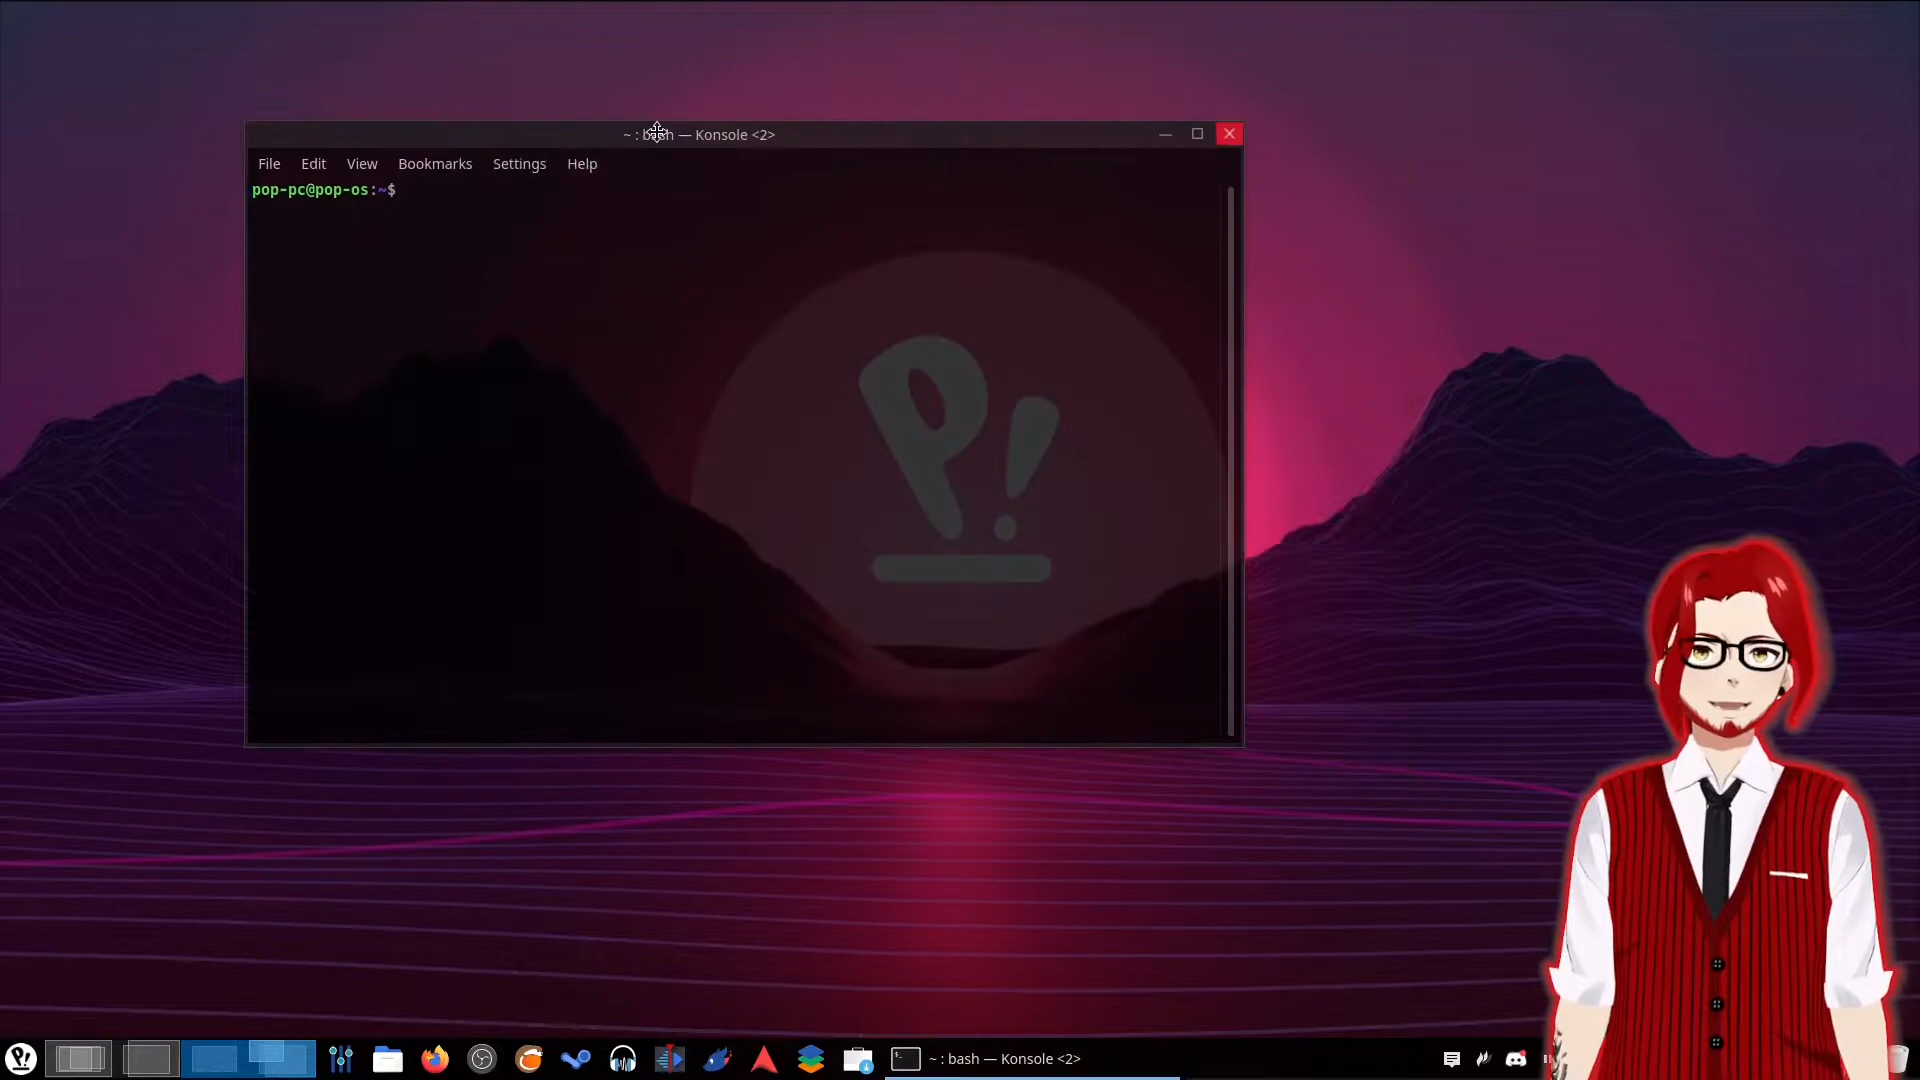 ~ : bash — Konsole <2>
File Edit View Bookmarks Settings Help
pop-pc@pop-os:~$
P!
~ : bash — Konsole <2>